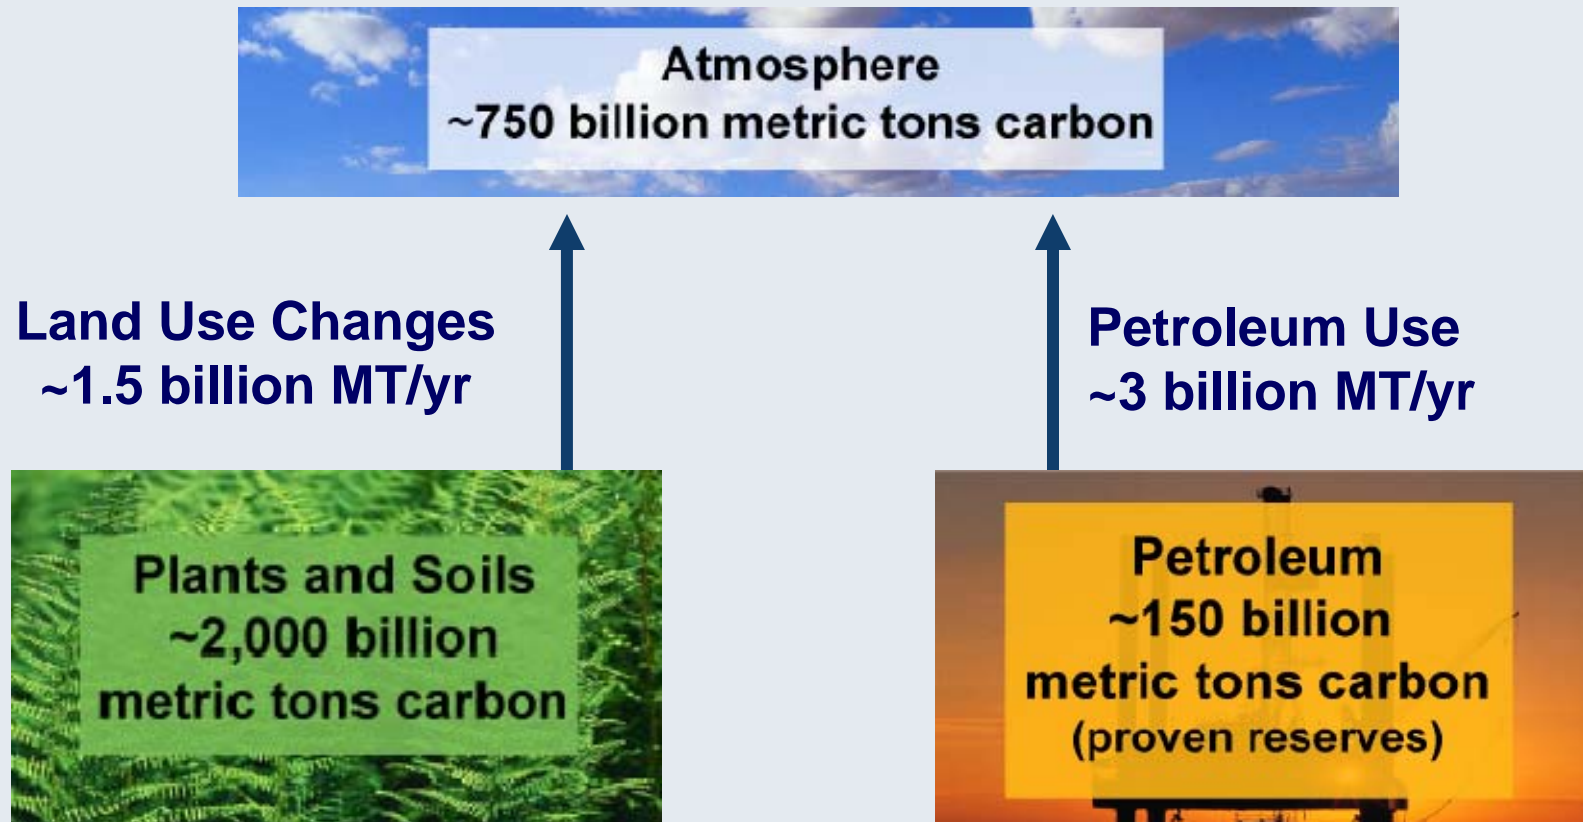 Atmosphere
~750 billion metric tons carbon
Land Use Changes
~1.5 billion MT/yr
Petroleum Use
~3 billion MT/yr
Plants and Soils
~2,000 billion
metric tons carbon
Petroleum
~150 billion
metric tons carbon
(proven reserves)